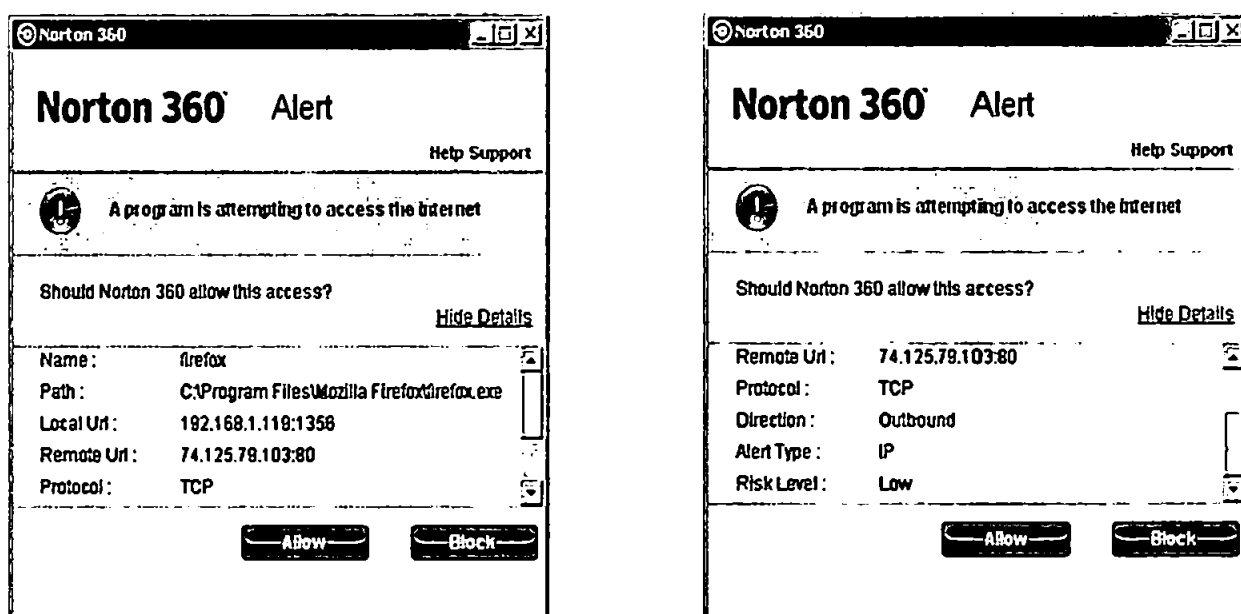 Norton 360
Norton 360 Alert
Help Support
A program is attempting to access the Internet
Should Norton 360 allow this access?
Hide Details
Name : firefox
Path : C:\Program Files\Mozilla Firefox\firefox.exe
Local Url : 192.168.1.119:1358
Remote Url : 74.125.79.103:80
Protocol : TCP
Allow Block
Norton 360
Norton 360 Alert
Help Support
A program is attempting to access the Internet
Should Norton 360 allow this access?
Hide Details
Remote Url : 74.125.79.103:80
Protocol : TCP
Direction : Outbound
Alert Type : IP
Risk Level : Low
Allow Block